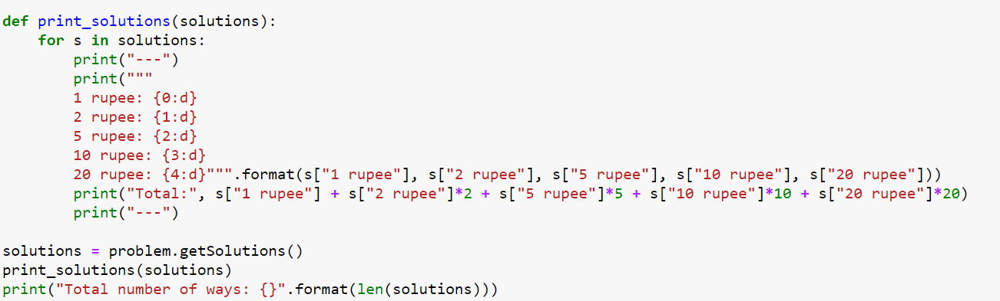 def print_solutions(solutions):
    for s in solutions:
        print("---")
        print("""
        1 rupee: {0:d}
        2 rupee: {1:d}
        5 rupee: {2:d}
        10 rupee: {3:d}
        20 rupee: {4:d}""".format(s["1 rupee"], s["2 rupee"], s["5 rupee"], s["10 rupee"], s["20 rupee"]))
        print("Total:", s["1 rupee"] + s["2 rupee"]*2 + s["5 rupee"]*5 + s["10 rupee"]*10 + s["20 rupee"]*20)
        print("---")

solutions = problem.getSolutions()
print_solutions(solutions)
print("Total number of ways: {}".format(len(solutions)))